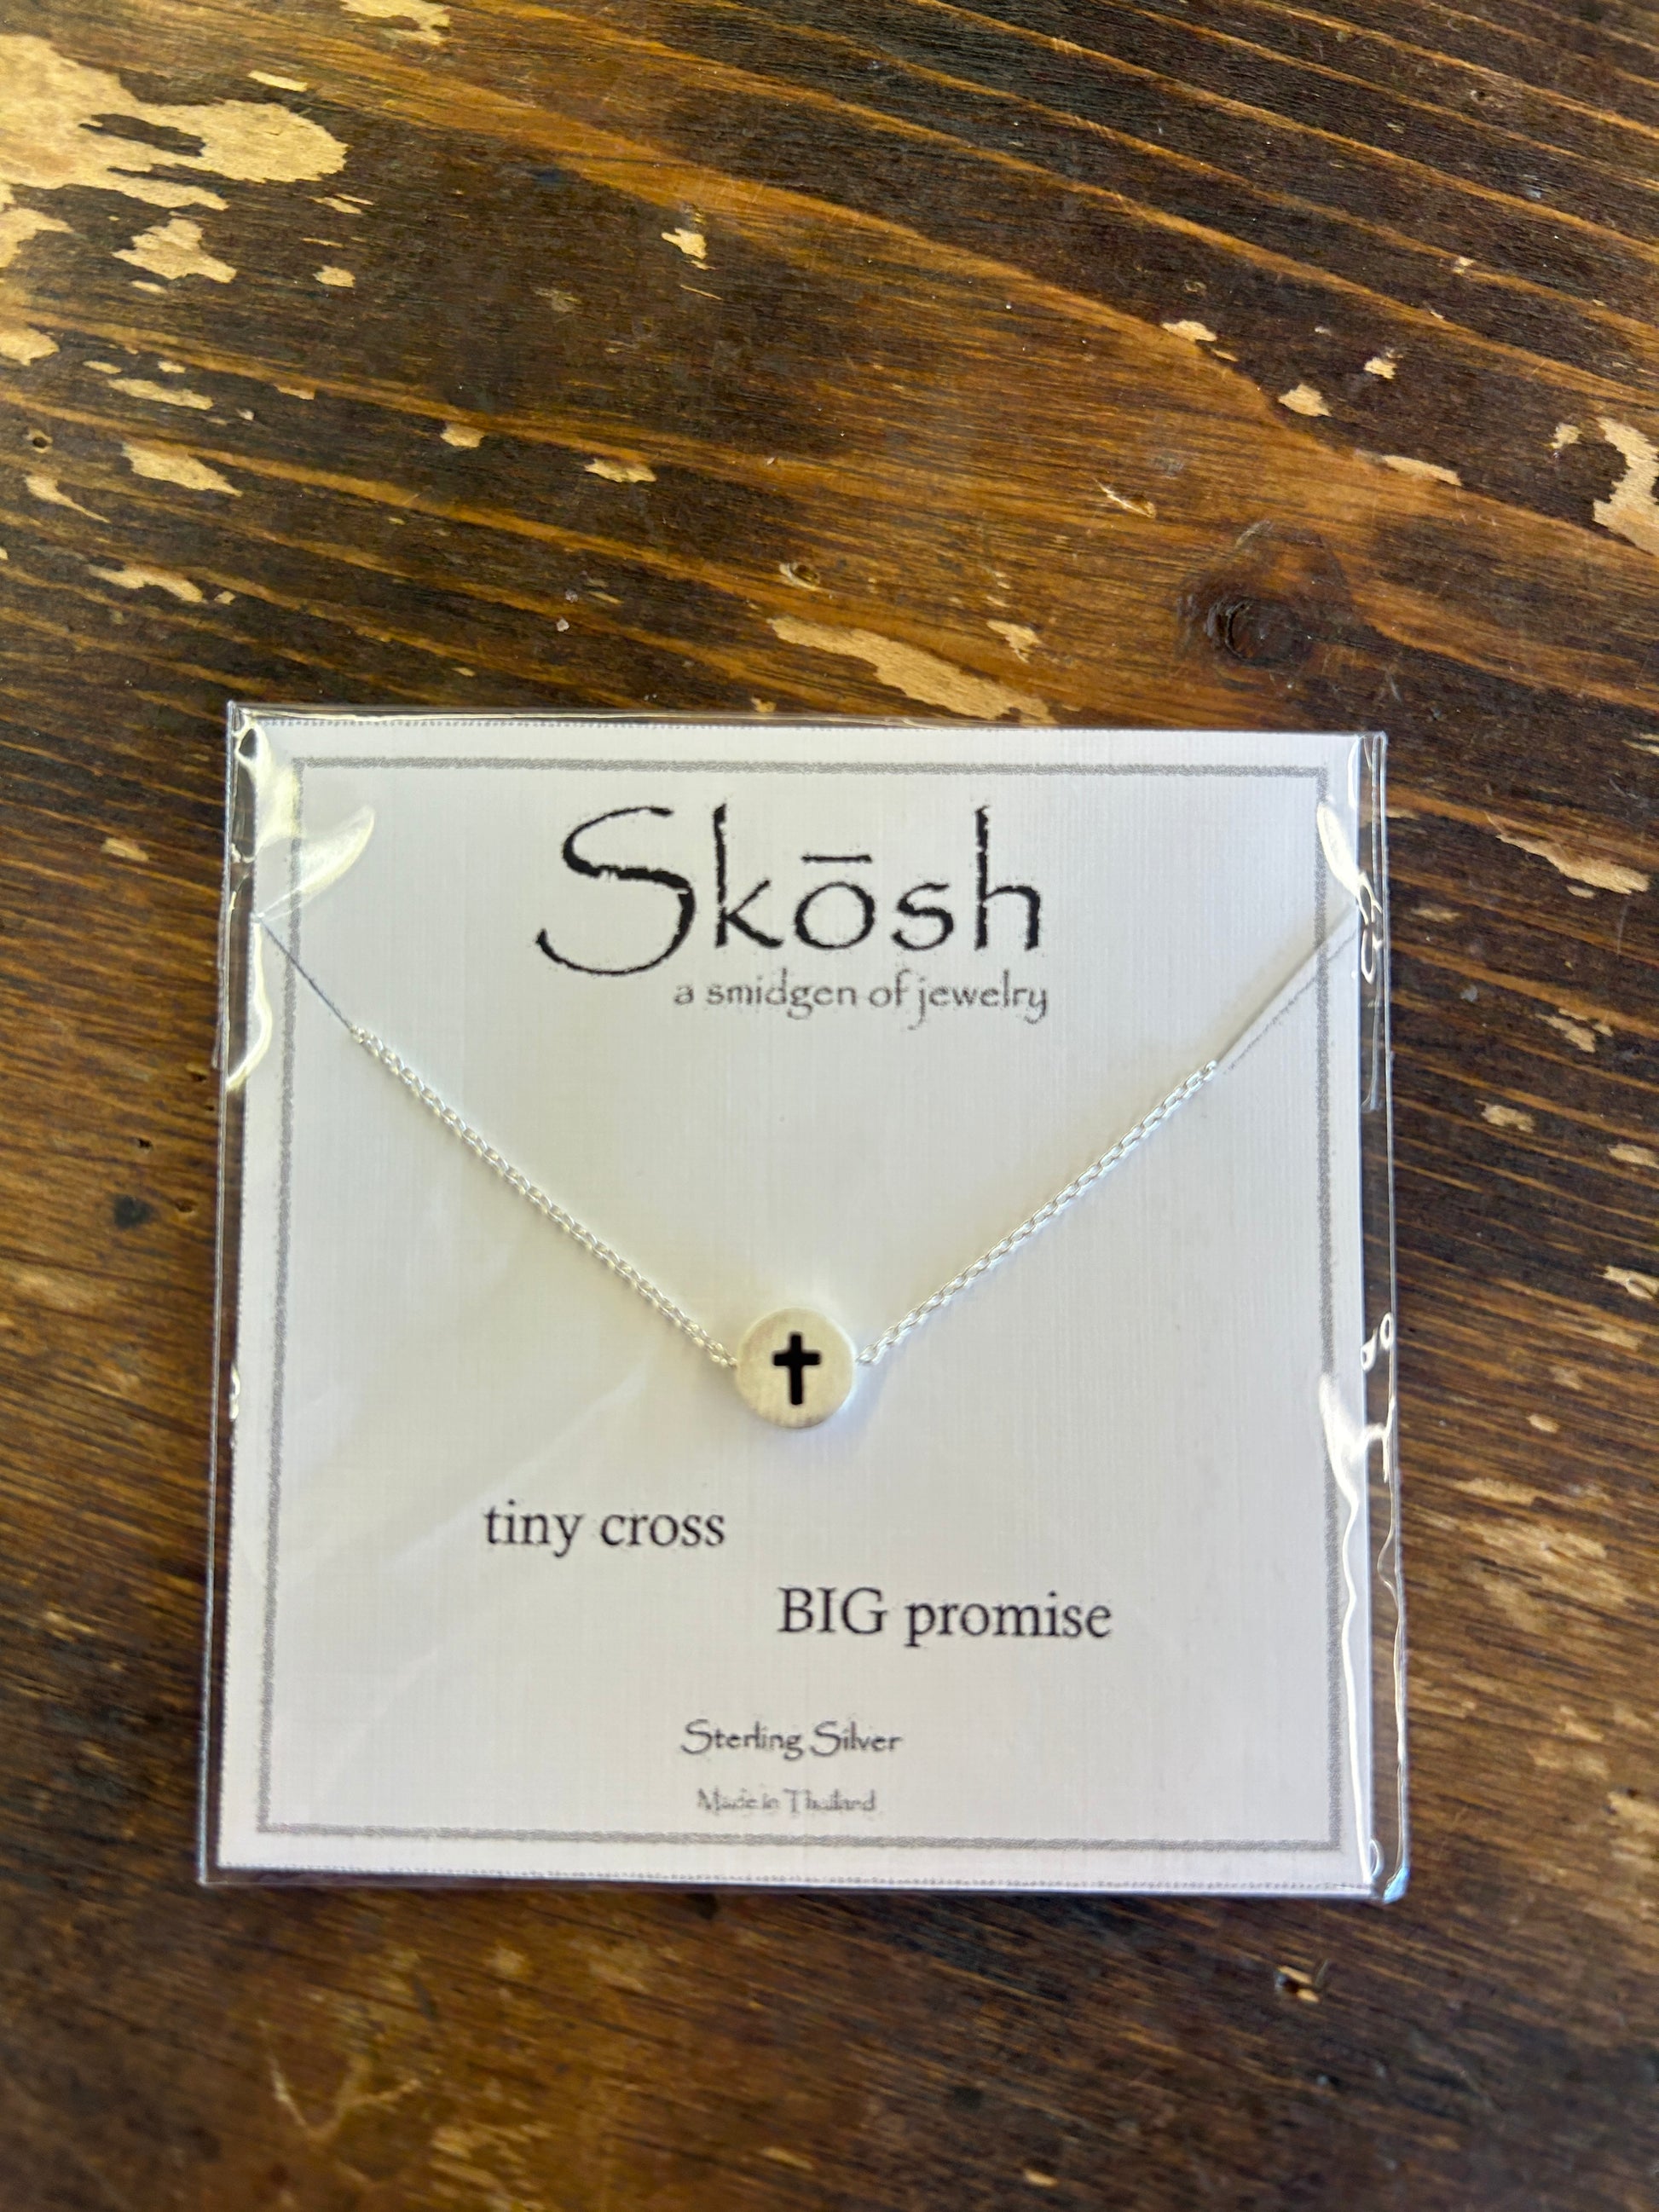 Skōsh
a smidgen of jewelry
tiny cross
BIG promise
Sterling Silver
Made in Thailand